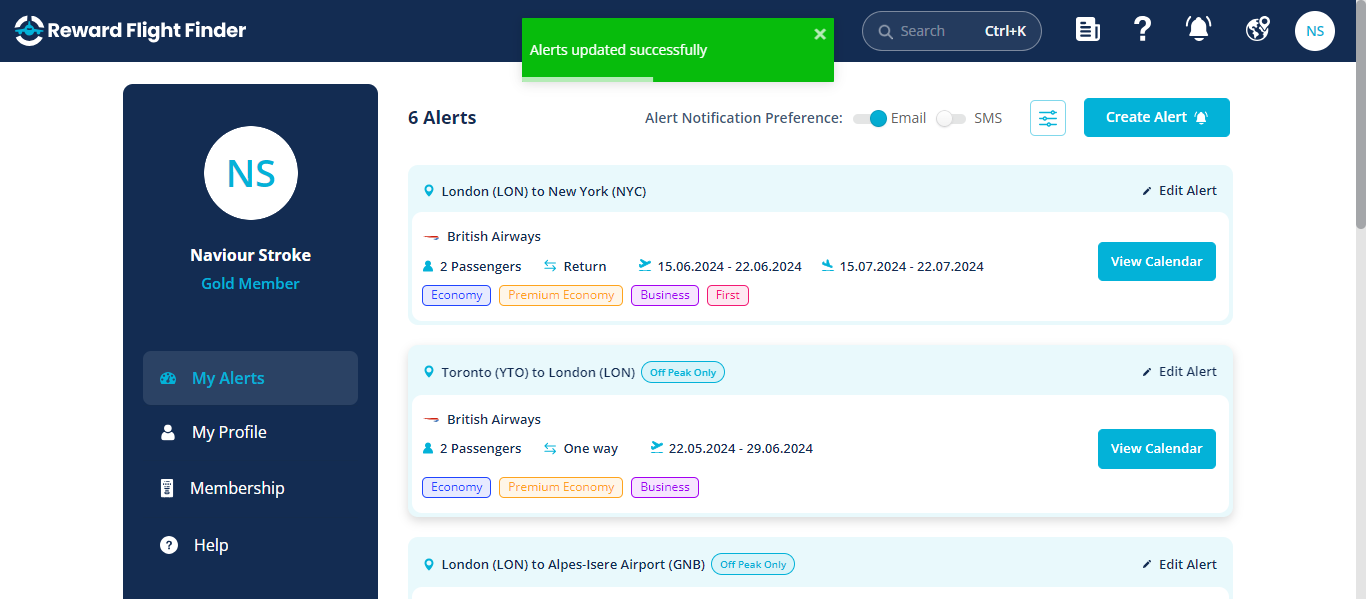 Reward Flight Finder
Alerts updated successfully
Search Ctrl+K
NS
NS
Naviour Stroke
Gold Member
My Alerts
My Profile
Membership
Help
6 Alerts
Alert Notification Preference: Email SMS
Create Alert
London (LON) to New York (NYC)
Edit Alert
British Airways
2 Passengers Return 15.06.2024 - 22.06.2024 15.07.2024 - 22.07.2024
Economy Premium Economy Business First
View Calendar
Toronto (YTO) to London (LON) Off Peak Only
Edit Alert
British Airways
2 Passengers One way 22.05.2024 - 29.06.2024
Economy Premium Economy Business
View Calendar
London (LON) to Alpes-Isere Airport (GNB) Off Peak Only
Edit Alert